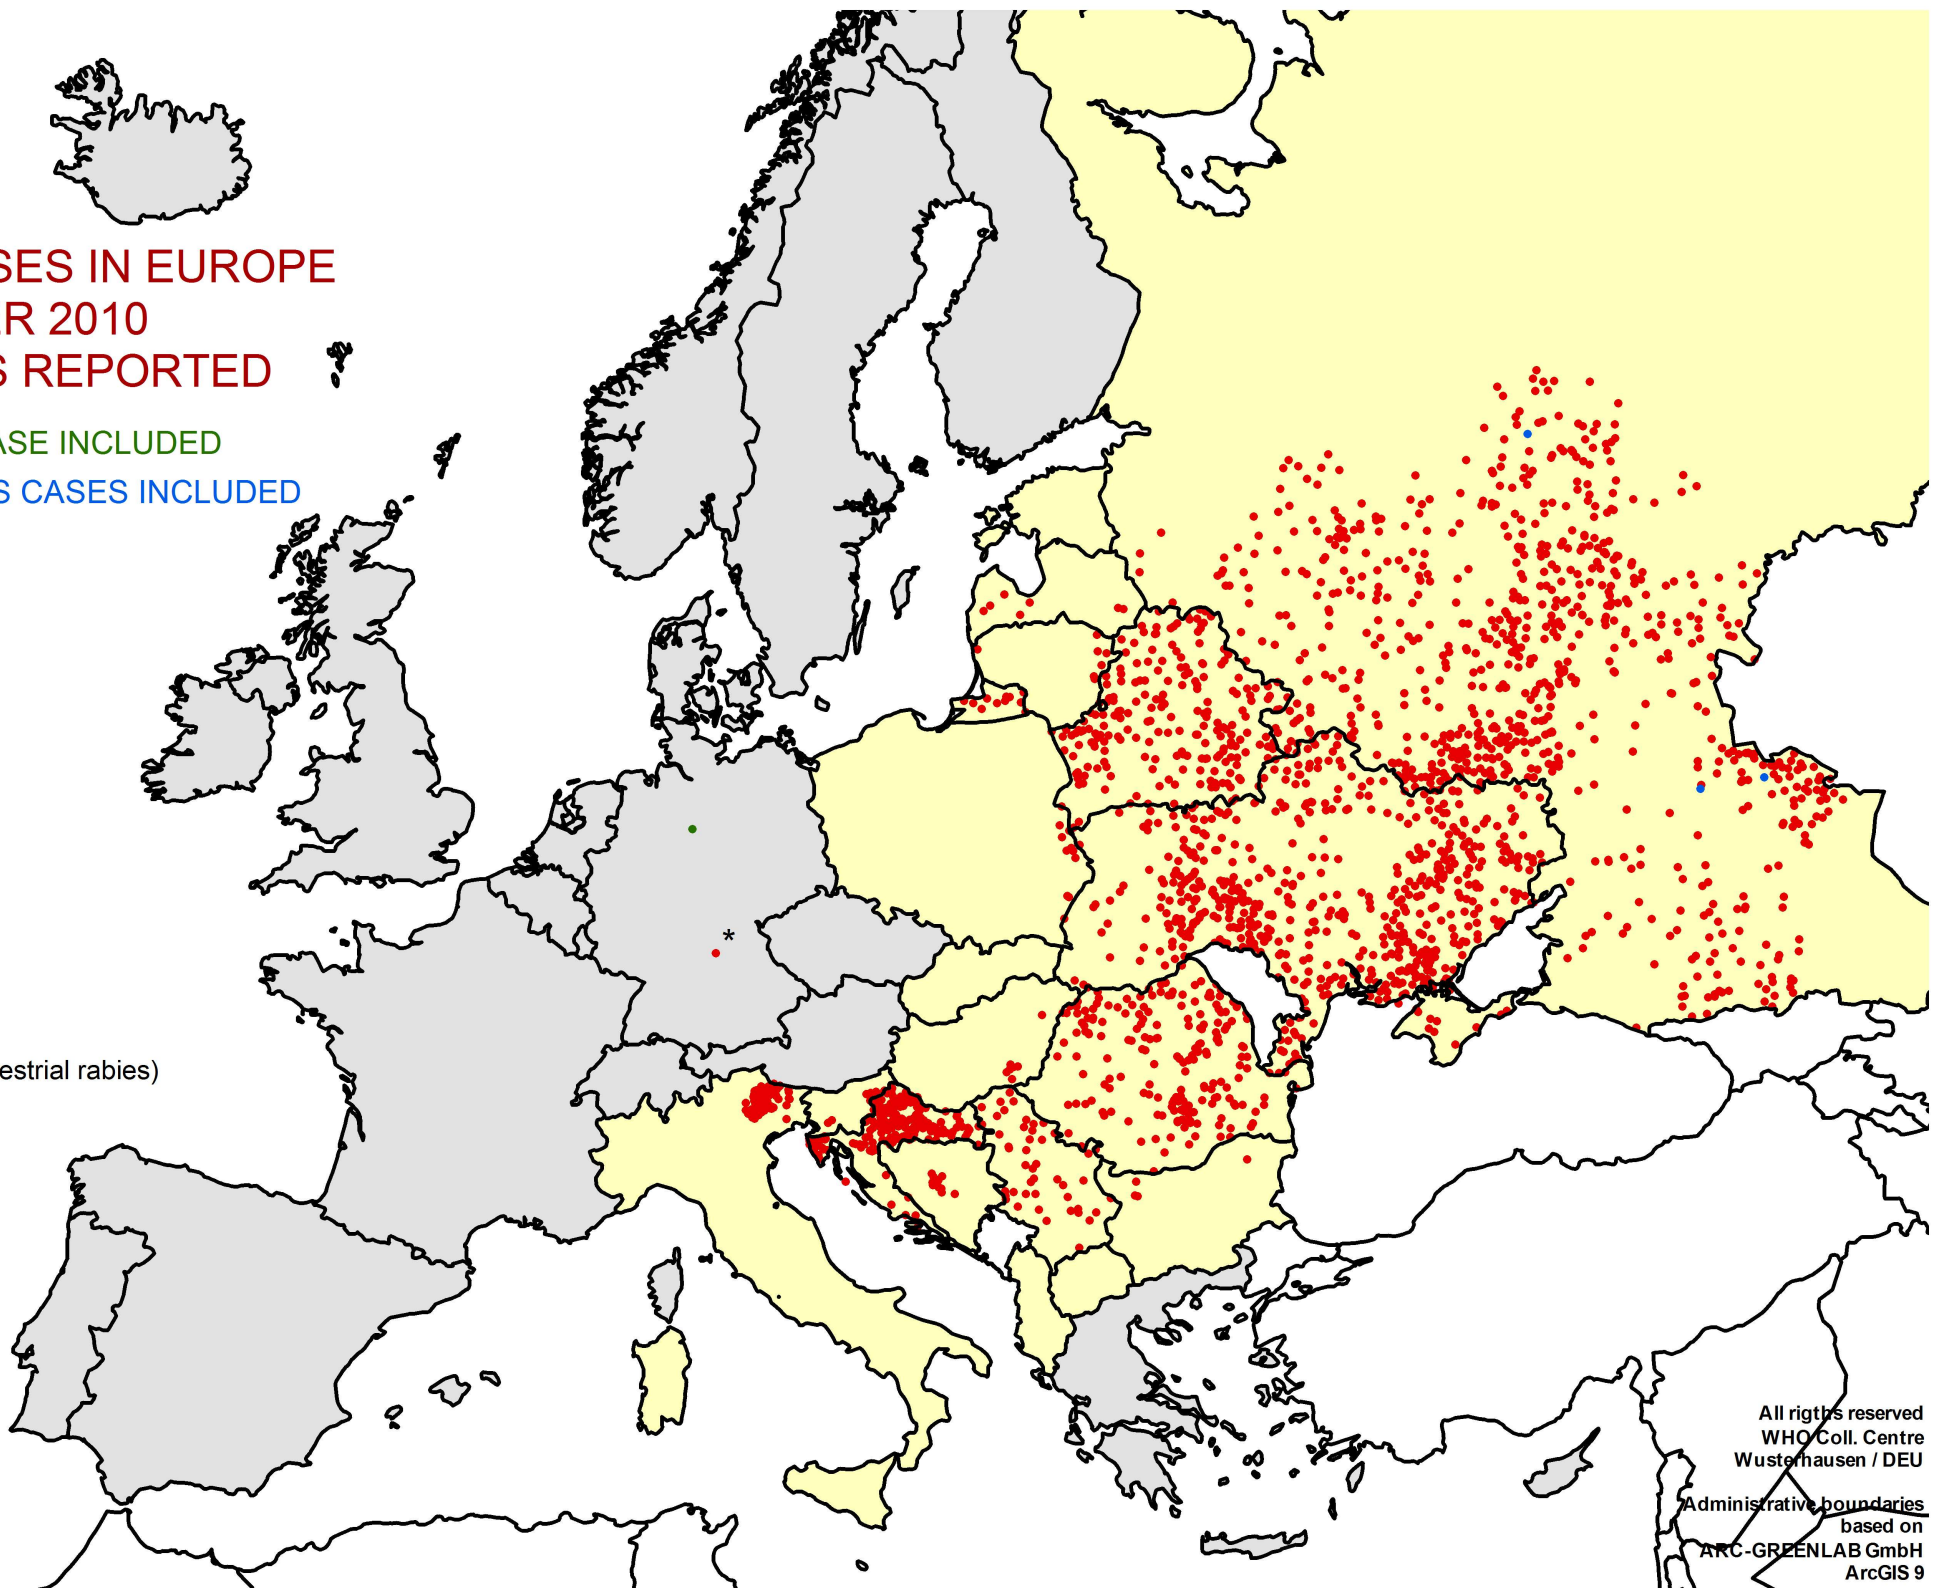 SES IN EUROPE
ER 2010
S REPORTED
ASE INCLUDED
S CASES INCLUDED
*
estrial rabies)
All rigths reserved
WHO Coll. Centre
Wusterhausen / DEU
Administrative boundaries
based on
ARC-GREENLAB GmbH
ArcGIS 9